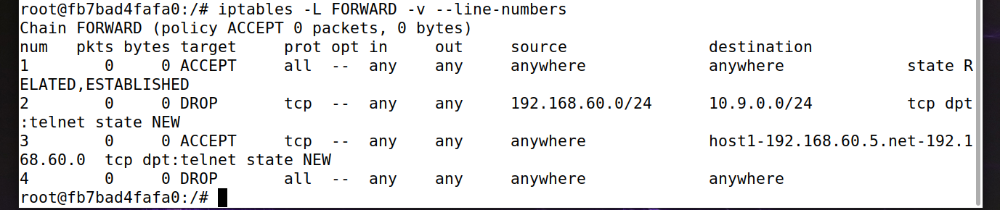 root@fb7bad4fafa0:/# iptables -L FORWARD -v --line-numbers
Chain FORWARD (policy ACCEPT 0 packets, 0 bytes)
num   pkts bytes target     prot opt in     out     source               destination
1        0     0 ACCEPT     all  --  any    any     anywhere             anywhere             state R
ELATED,ESTABLISHED
2        0     0 DROP       tcp  --  any    any     192.168.60.0/24      10.9.0.0/24          tcp dpt
:telnet state NEW
3        0     0 ACCEPT     tcp  --  any    any     anywhere             host1-192.168.60.5.net-192.1
68.60.0  tcp dpt:telnet state NEW
4        0     0 DROP       all  --  any    any     anywhere             anywhere
root@fb7bad4fafa0:/#